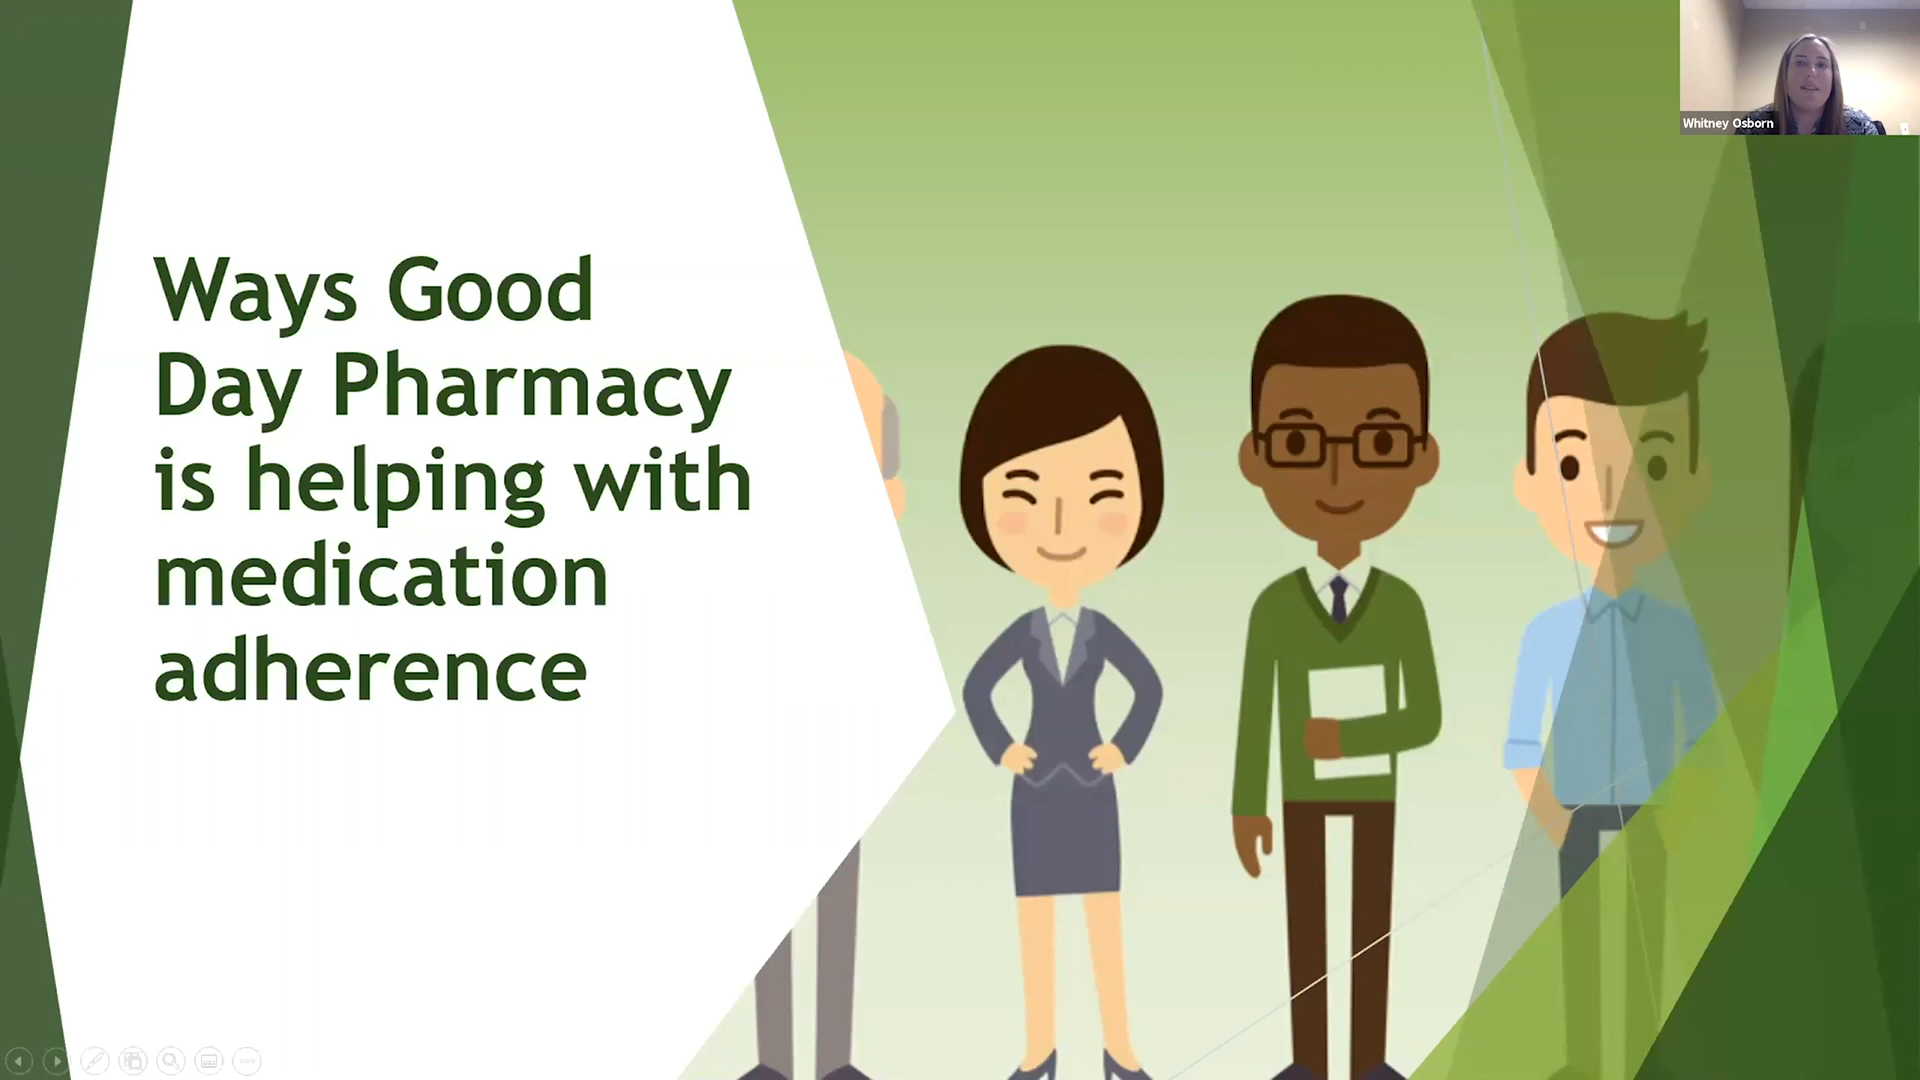 Ways Good
Day Pharmacy
is helping with
medication
adherence
Whitney Osborn